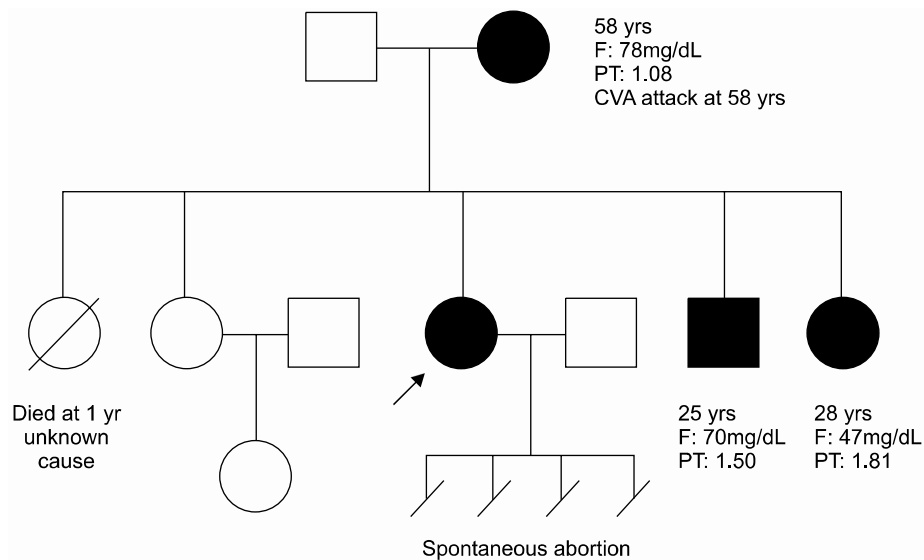 58 yrs
F: 78mg/dL
PT: 1.08
CVA attack at 58 yrs
Died at 1 yr
unknown
cause
25 yrs
F: 70mg/dL
PT: 1.50
28 yrs
F: 47mg/dL
PT: 1.81
Spontaneous abortion